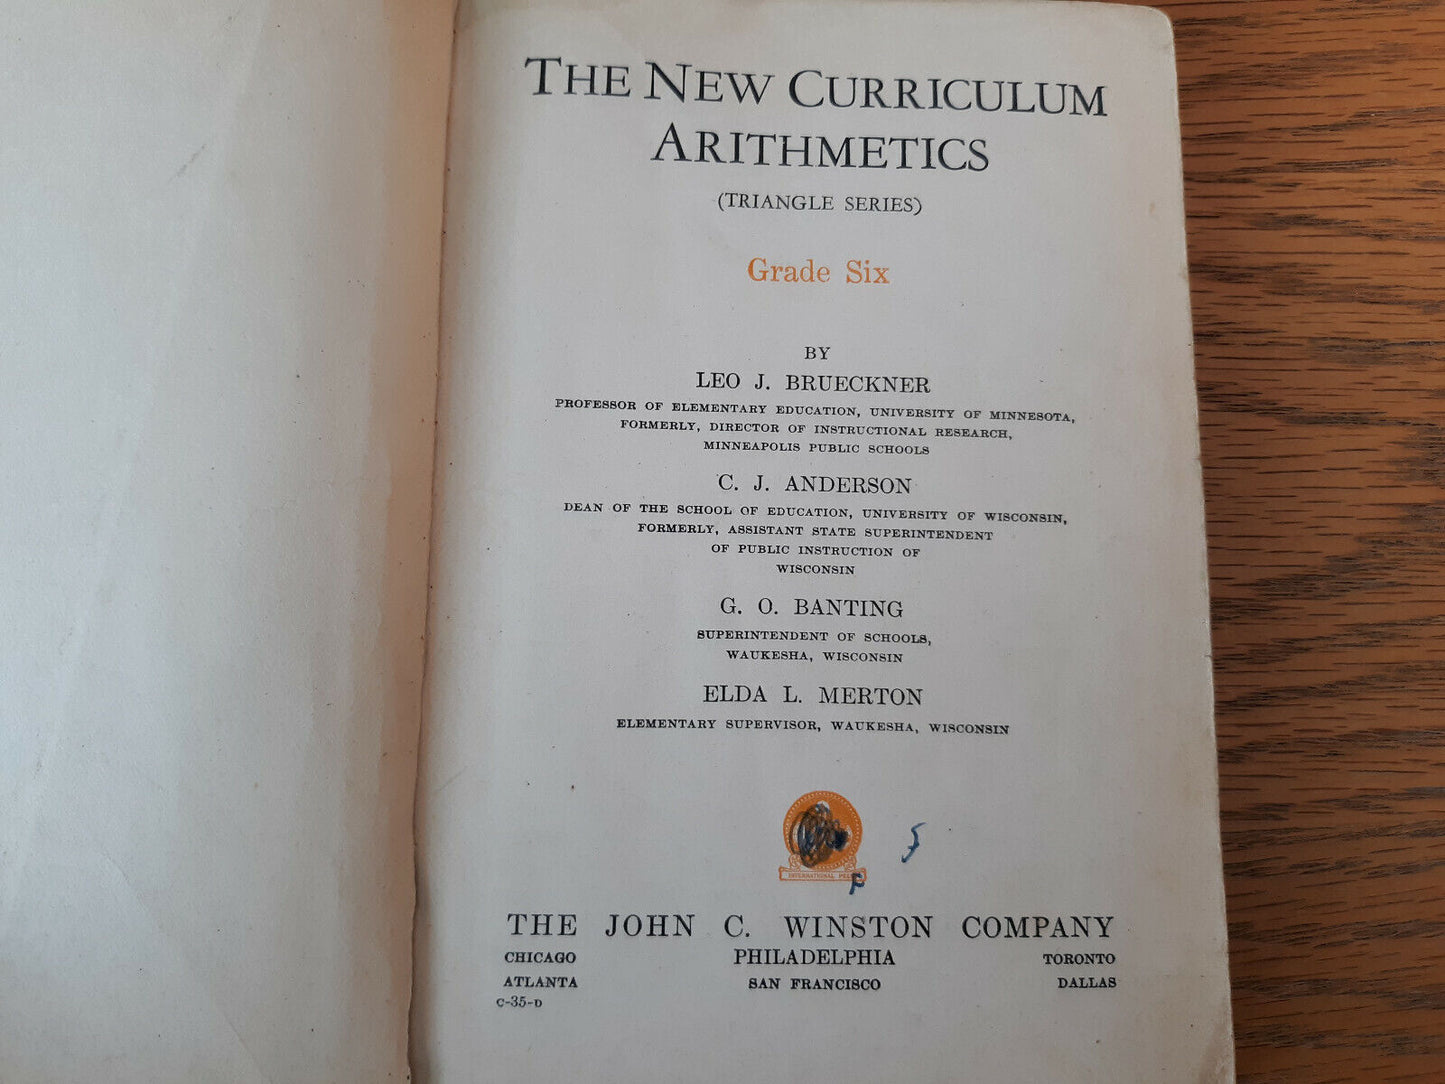 THE NEW CURRICULUM
ARITHMETICS
(TRIANGLE SERIES)
Grade Six
BY
LEO J. BRUECKNER
PROFESSOR OF ELEMENTARY EDUCATION, UNIVERSITY OF MINNESOTA,
FORMERLY, DIRECTOR OF INSTRUCTIONAL RESEARCH,
MINNEAPOLIS PUBLIC SCHOOLS
C. J. ANDERSON
DEAN OF THE SCHOOL OF EDUCATION, UNIVERSITY OF WISCONSIN,
FORMERLY, ASSISTANT STATE SUPERINTENDENT
OF PUBLIC INSTRUCTION OF
WISCONSIN
G. O. BANTING
SUPERINTENDENT OF SCHOOLS,
WAUKESHA, WISCONSIN
ELDA L. MERTON
ELEMENTARY SUPERVISOR, WAUKESHA, WISCONSIN
INTERNATIONAL
THE JOHN C. WINSTON COMPANY
CHICAGO PHILADELPHIA TORONTO
ATLANTA SAN FRANCISCO DALLAS
C-35-D